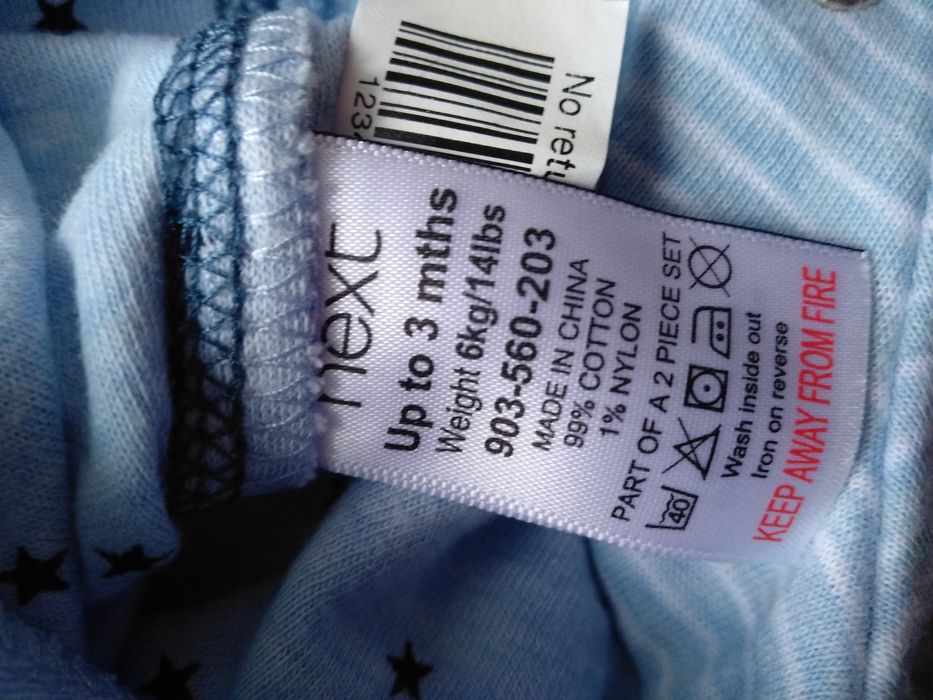 next
Up to 3 mths
Weight 6kg/14lbs
903-560-203
MADE IN CHINA
99% COTTON
1% NYLON
PART OF A 2 PIECE SET
40
Wash inside out
Iron on reverse
KEEP AWAY FROM FIRE
123
No